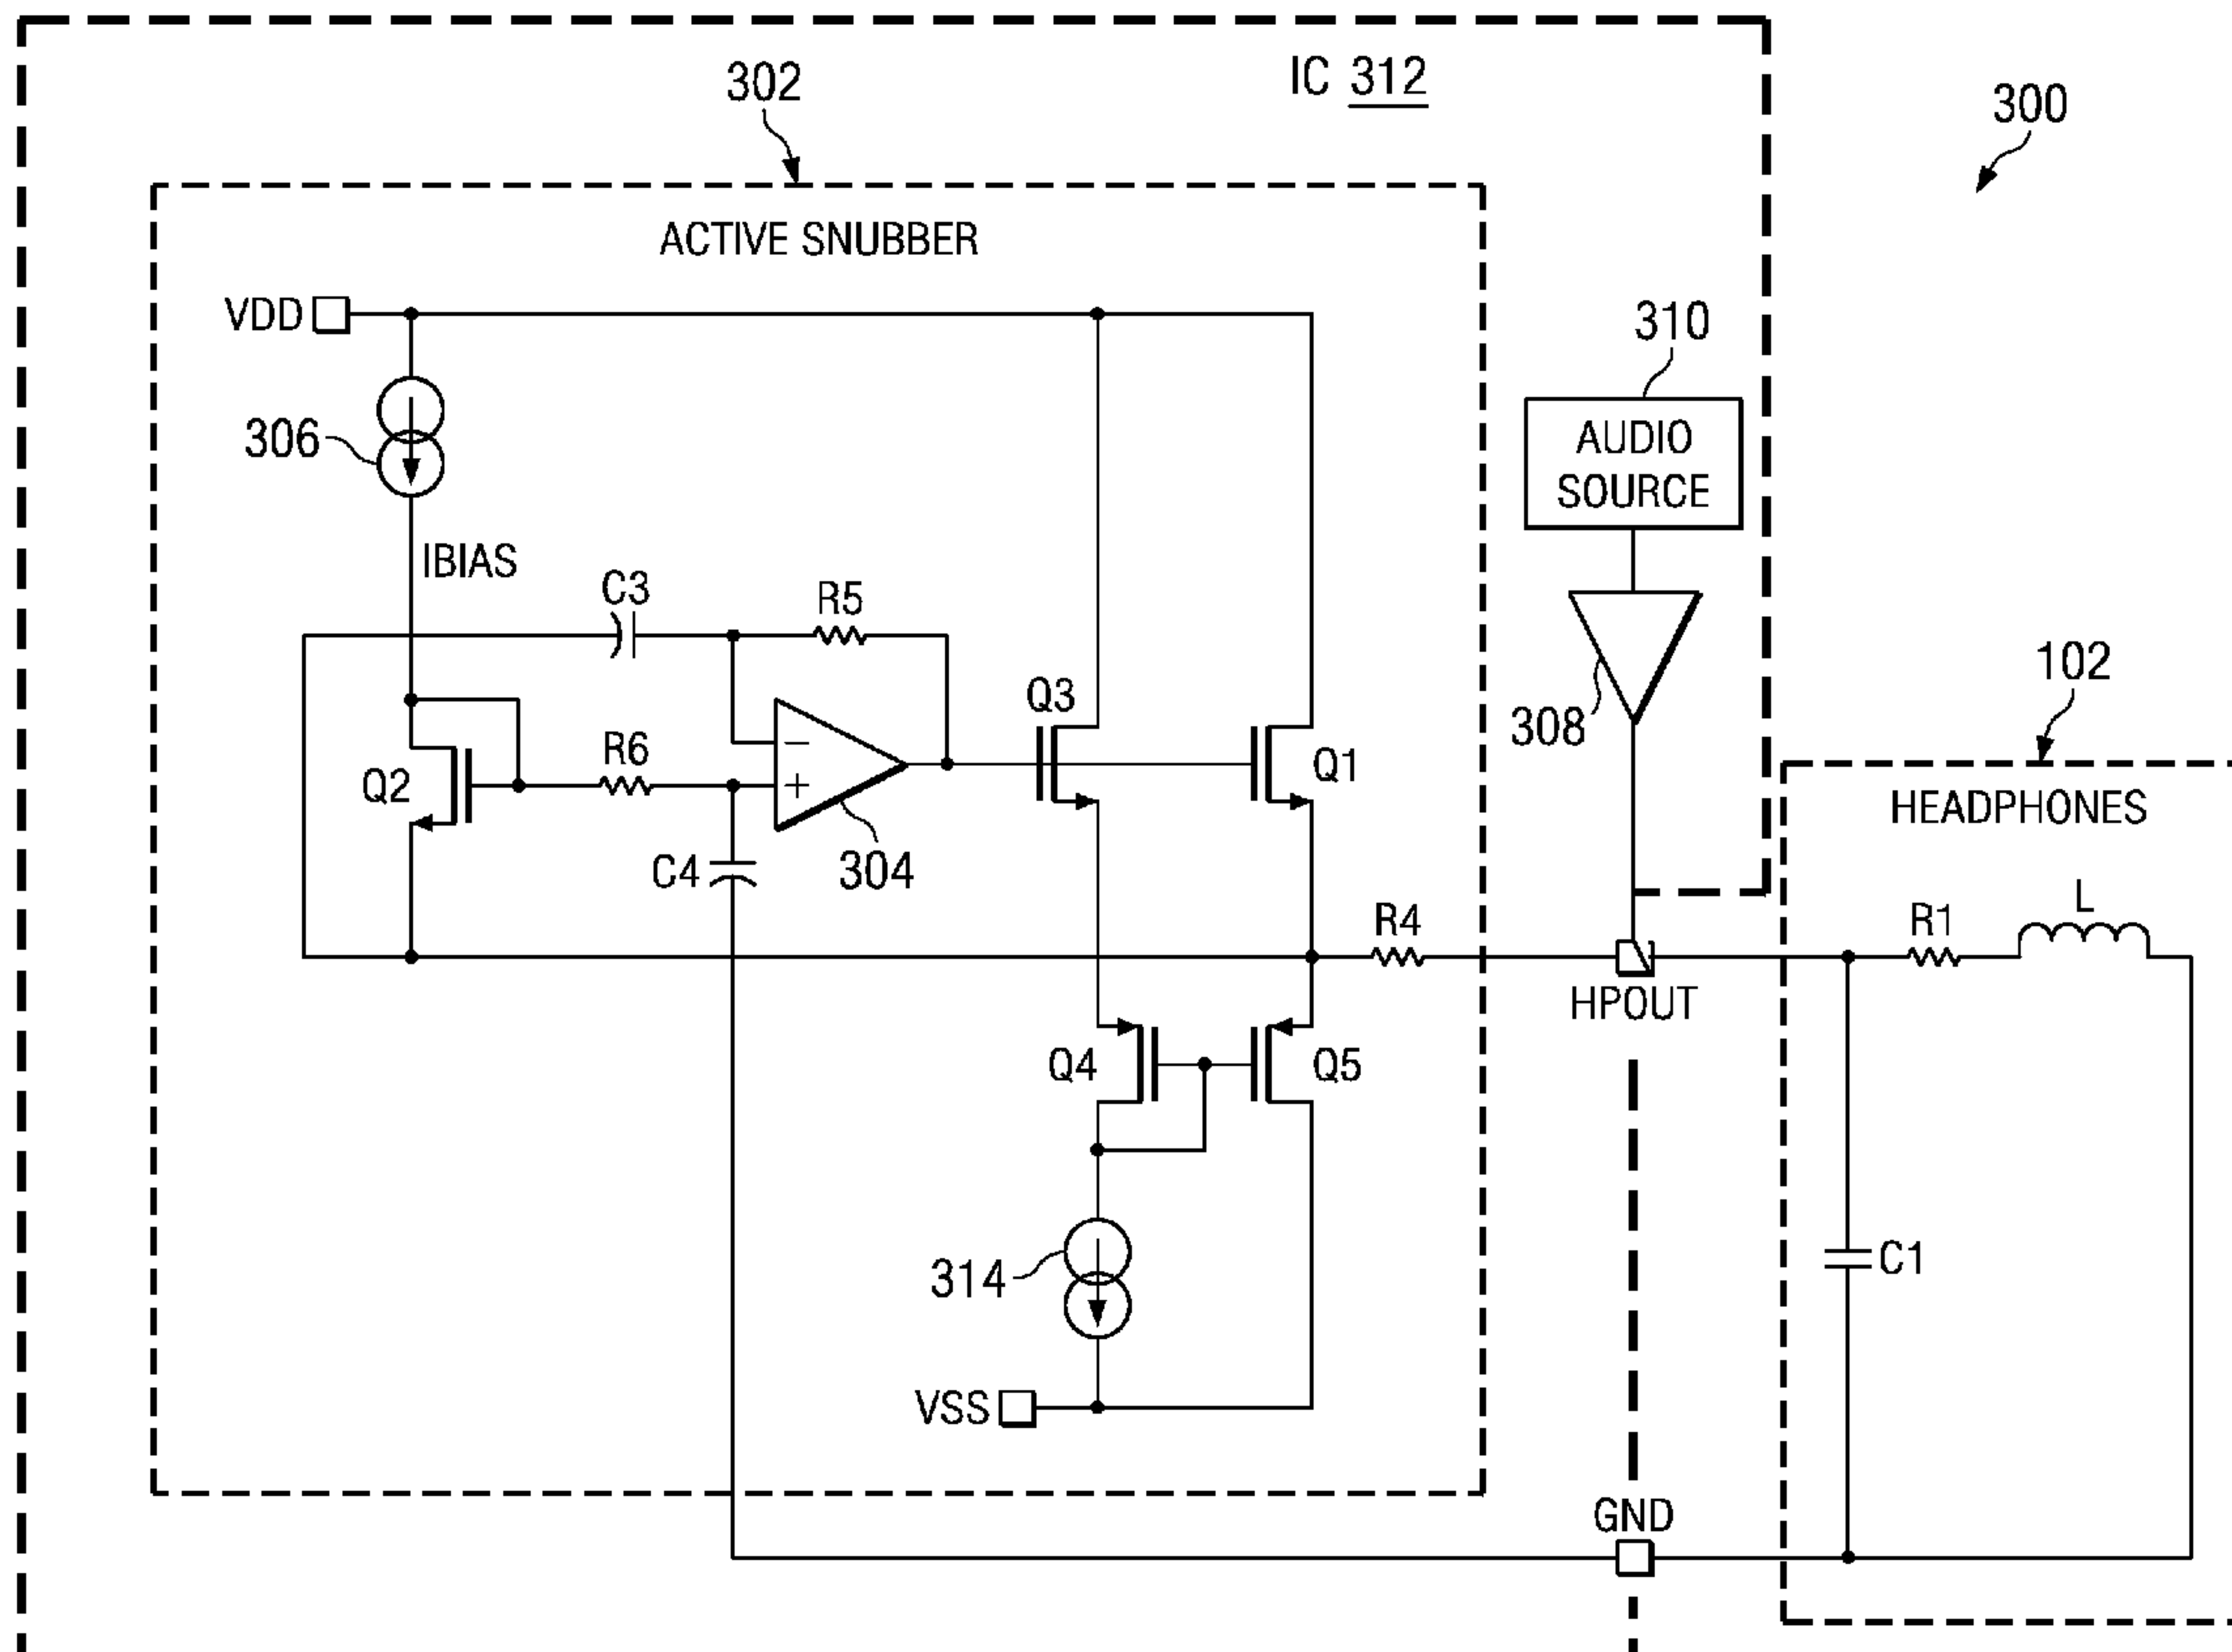 IC 312
302
300
ACTIVE SNUBBER
VDD
310
AUDIO
SOURCE
306
IBIAS
C3
R5
102
Q3
308
R6
Q2
−
+
Q1
HEADPHONES
C4
304
R4
R1
L
HPOUT
Q4
Q5
C1
314
VSS
GND